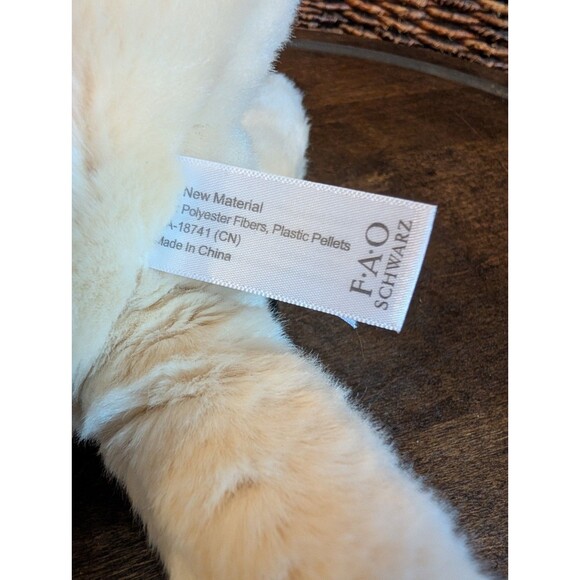 New Material
Polyester Fibers, Plastic Pellets
A-18741 (CN)
Made In China
F·A·O
SCHWARZ